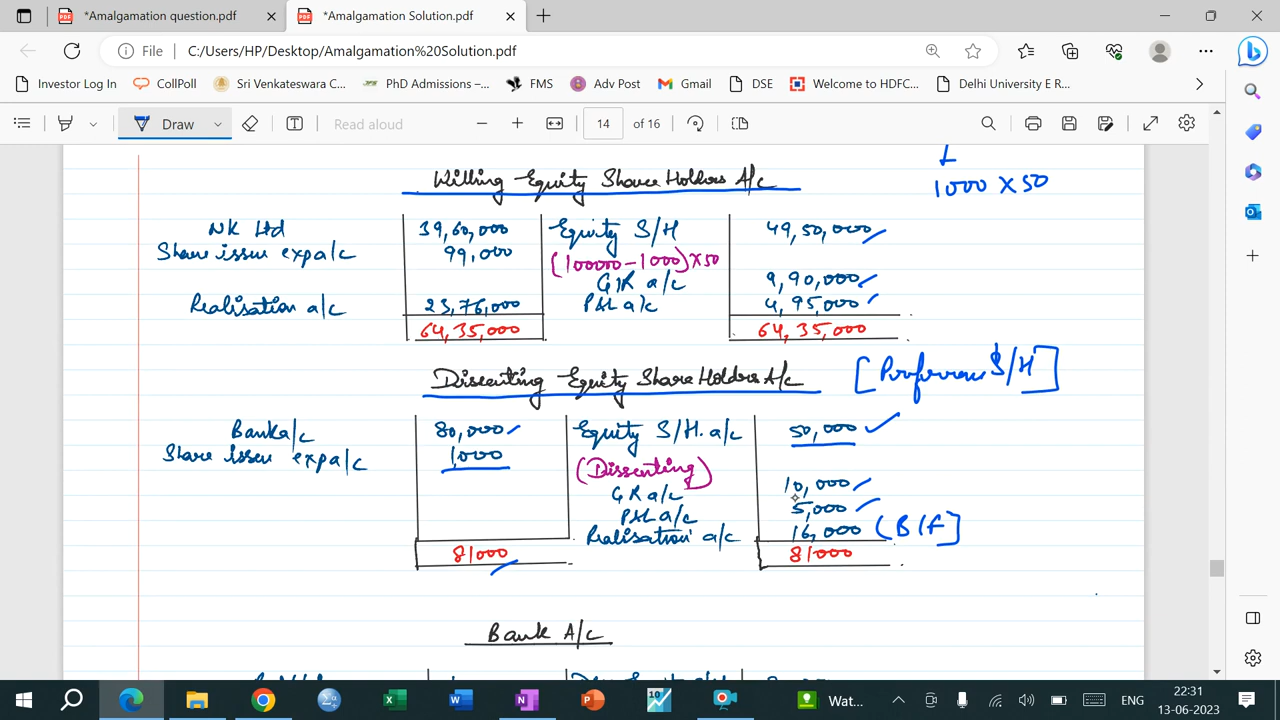 *Amalgamation question.pdf
*Amalgamation Solution.pdf
File C:/Users/HP/Desktop/Amalgamation%20Solution.pdf
Investor Log In CollPoll Sri Venkateswara C... PhD Admissions –... FMS Adv Post Gmail DSE Welcome to HDFC... Delhi University E R...
Draw Read aloud 14 of 16
1000 X 50
Willing Equity Share Holders A/c
NK Ltd 39,60,000 Equity S/H 49,50,000
Share issue exp a/c 99,000 (100000-1000) x 50
GR a/c 9,90,000
Realisation a/c 23,76,000 P&L a/c 4,95,000
64,35,000 64,35,000
Dissenting Equity Share Holders A/c [Preference S/H]
Bank a/c 80,000 Equity S/H. a/c 50,000
Share issue exp a/c 1,000 (Dissenting)
GR a/c 10,000
P&L a/c 5,000
Realisation a/c 16,000 (B/f]
81000 81000
Bank A/c
10
Wat...
ENG
22:31
13-06-2023